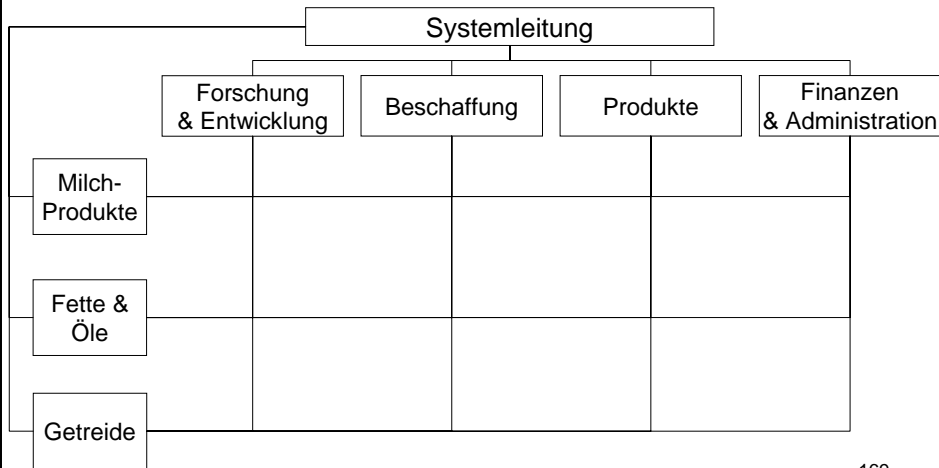 Systemleitung
Forschung
& Entwicklung
Beschaffung
Produkte
Finanzen
& Administration
Milch-
Produkte
Fette &
Öle
Getreide